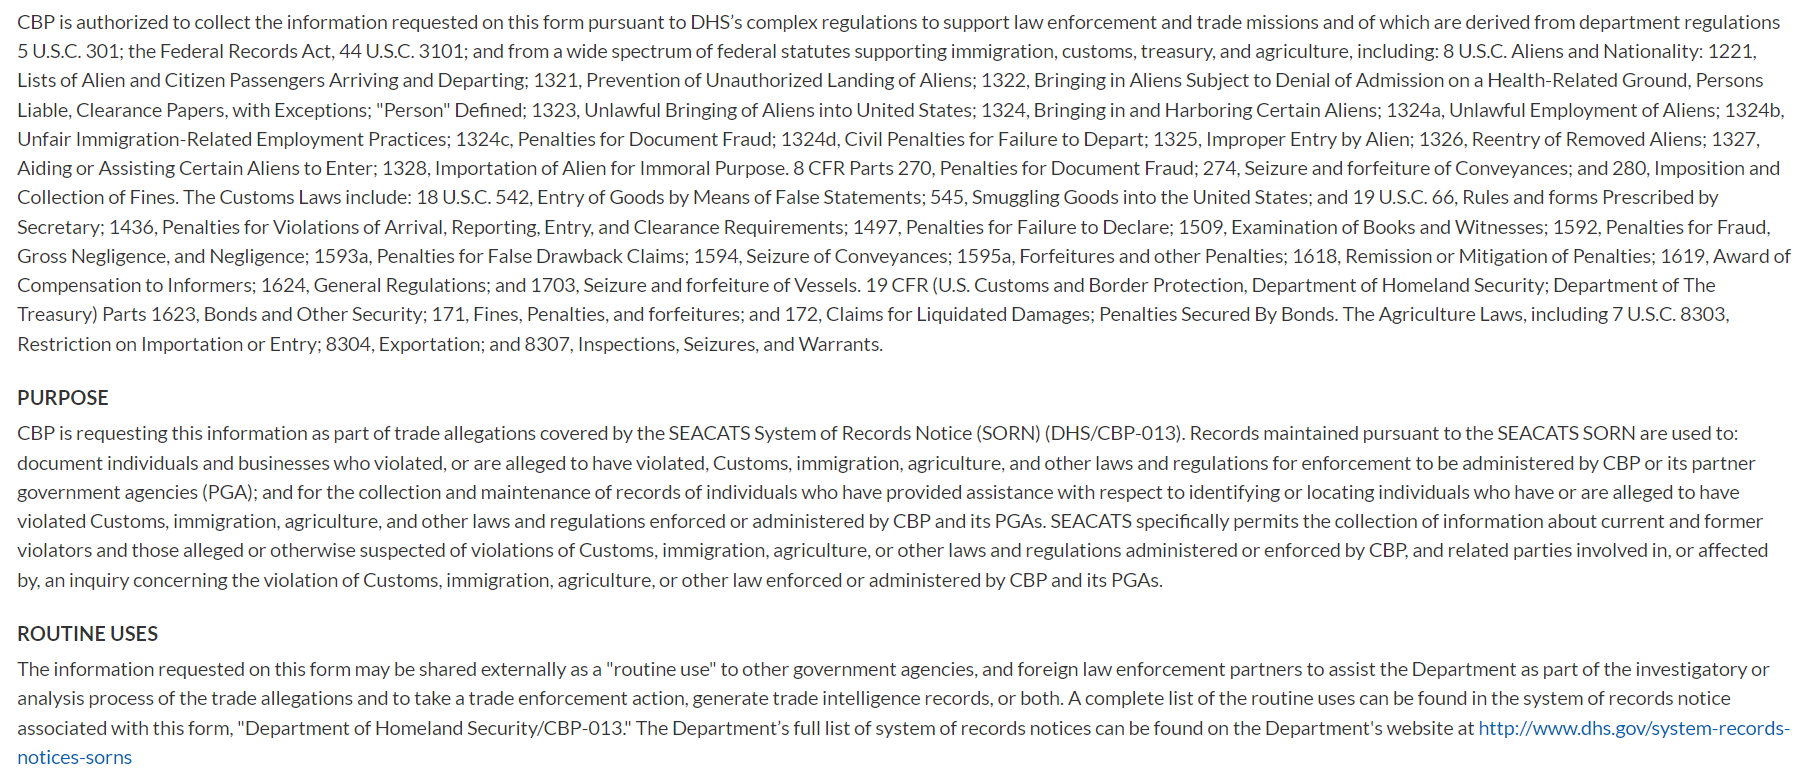 CBP is authorized to collect the information requested on this form pursuant to DHS’s complex regulations to support law enforcement and trade missions and of which are derived from department regulations
5 U.S.C. 301; the Federal Records Act, 44 U.S.C. 3101; and from a wide spectrum of federal statutes supporting immigration, customs, treasury, and agriculture, including: 8 U.S.C. Aliens and Nationality: 1221,
Lists of Alien and Citizen Passengers Arriving and Departing; 1321, Prevention of Unauthorized Landing of Aliens; 1322, Bringing in Aliens Subject to Denial of Admission on a Health-Related Ground, Persons
Liable, Clearance Papers, with Exceptions; "Person" Defined; 1323, Unlawful Bringing of Aliens into United States; 1324, Bringing in and Harboring Certain Aliens; 1324a, Unlawful Employment of Aliens; 1324b,
Unfair Immigration-Related Employment Practices; 1324c, Penalties for Document Fraud; 1324d, Civil Penalties for Failure to Depart; 1325, Improper Entry by Alien; 1326, Reentry of Removed Aliens; 1327,
Aiding or Assisting Certain Aliens to Enter; 1328, Importation of Alien for Immoral Purpose. 8 CFR Parts 270, Penalties for Document Fraud; 274, Seizure and forfeiture of Conveyances; and 280, Imposition and
Collection of Fines. The Customs Laws include: 18 U.S.C. 542, Entry of Goods by Means of False Statements; 545, Smuggling Goods into the United States; and 19 U.S.C. 66, Rules and forms Prescribed by
Secretary; 1436, Penalties for Violations of Arrival, Reporting, Entry, and Clearance Requirements; 1497, Penalties for Failure to Declare; 1509, Examination of Books and Witnesses; 1592, Penalties for Fraud,
Gross Negligence, and Negligence; 1593a, Penalties for False Drawback Claims; 1594, Seizure of Conveyances; 1595a, Forfeitures and other Penalties; 1618, Remission or Mitigation of Penalties; 1619, Award of
Compensation to Informers; 1624, General Regulations; and 1703, Seizure and forfeiture of Vessels. 19 CFR (U.S. Customs and Border Protection, Department of Homeland Security; Department of The
Treasury) Parts 1623, Bonds and Other Security; 171, Fines, Penalties, and forfeitures; and 172, Claims for Liquidated Damages; Penalties Secured By Bonds. The Agriculture Laws, including 7 U.S.C. 8303,
Restriction on Importation or Entry; 8304, Exportation; and 8307, Inspections, Seizures, and Warrants.
PURPOSE
CBP is requesting this information as part of trade allegations covered by the SEACATS System of Records Notice (SORN) (DHS/CBP-013). Records maintained pursuant to the SEACATS SORN are used to:
document individuals and businesses who violated, or are alleged to have violated, Customs, immigration, agriculture, and other laws and regulations for enforcement to be administered by CBP or its partner
government agencies (PGA); and for the collection and maintenance of records of individuals who have provided assistance with respect to identifying or locating individuals who have or are alleged to have
violated Customs, immigration, agriculture, and other laws and regulations enforced or administered by CBP and its PGAs. SEACATS specifically permits the collection of information about current and former
violators and those alleged or otherwise suspected of violations of Customs, immigration, agriculture, or other laws and regulations administered or enforced by CBP, and related parties involved in, or affected
by, an inquiry concerning the violation of Customs, immigration, agriculture, or other law enforced or administered by CBP and its PGAs.
ROUTINE USES
The information requested on this form may be shared externally as a "routine use" to other government agencies, and foreign law enforcement partners to assist the Department as part of the investigatory or
analysis process of the trade allegations and to take a trade enforcement action, generate trade intelligence records, or both. A complete list of the routine uses can be found in the system of records notice
associated with this form, "Department of Homeland Security/CBP-013." The Department’s full list of system of records notices can be found on the Department's website at http://www.dhs.gov/system-records-
notices-sorns